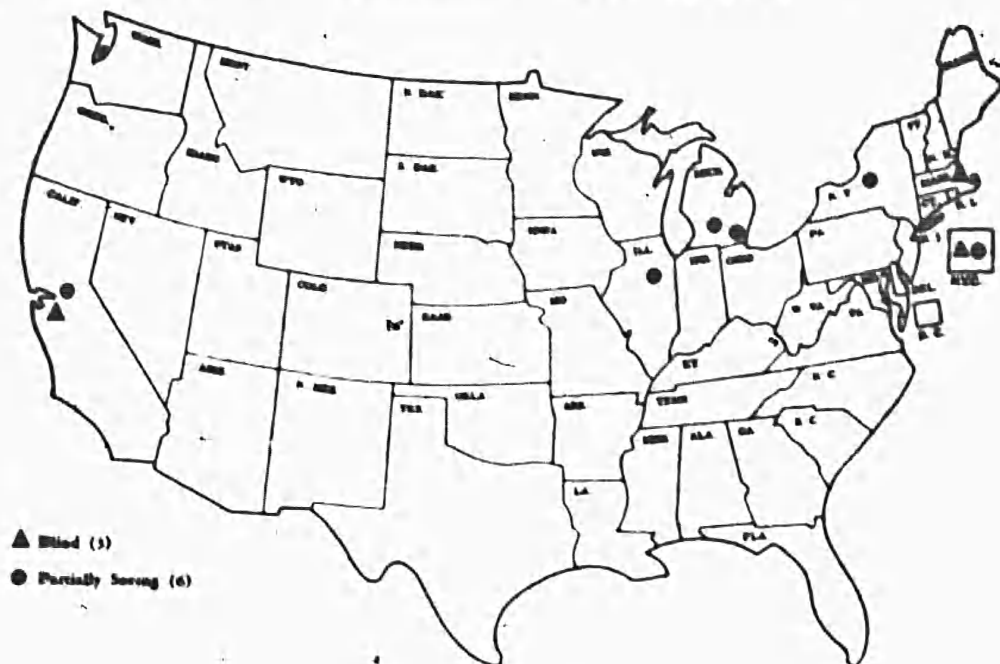 WASH.
MONT
N DAK
MINN
OREG.
IDAHO
S DAK
WIS
MICH
VT
N. H.
MASS
N Y
CT.
R. I.
WYO
CALIF
NEV
IOWA
NEBR
PA
N. J.
N.Y.C.
UTAH
ILL
IND
OHIO
DEL
MD
COLO
W. VA
VA
D. C.
KANS
MO
KY
ARIZ
N. MEX
N C
TEX
OKLA
ARK
TENN
S C
MISS
ALA
GA
LA
FLA
Blind (3)
Partially Seeing (6)